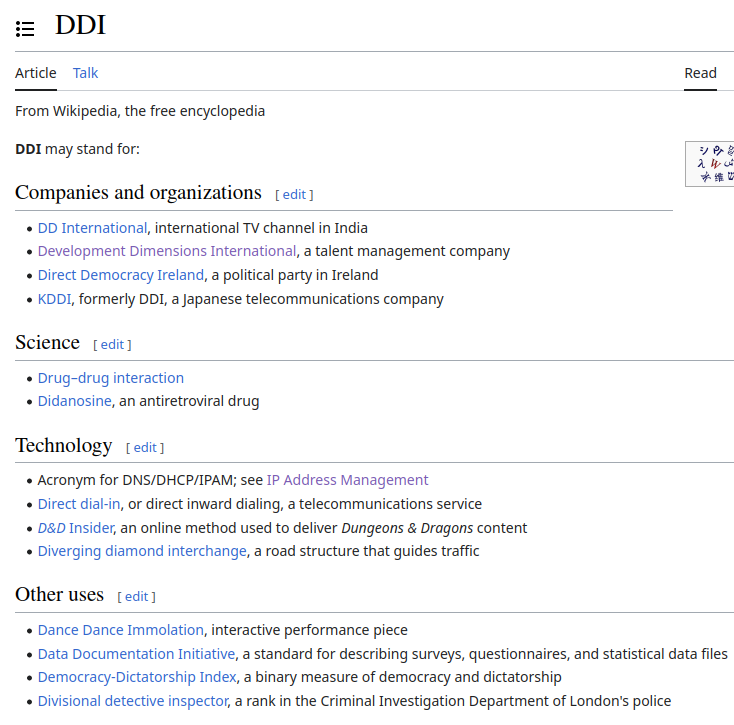 DDI
Article Talk Read
From Wikipedia, the free encyclopedia
DDI may stand for:
Companies and organizations [ edit ]
DD International, international TV channel in India
Development Dimensions International, a talent management company
Direct Democracy Ireland, a political party in Ireland
KDDI, formerly DDI, a Japanese telecommunications company
Science [ edit ]
Drug–drug interaction
Didanosine, an antiretroviral drug
Technology [ edit ]
Acronym for DNS/DHCP/IPAM; see IP Address Management
Direct dial-in, or direct inward dialing, a telecommunications service
D&D Insider, an online method used to deliver Dungeons & Dragons content
Diverging diamond interchange, a road structure that guides traffic
Other uses [ edit ]
Dance Dance Immolation, interactive performance piece
Data Documentation Initiative, a standard for describing surveys, questionnaires, and statistical data files
Democracy-Dictatorship Index, a binary measure of democracy and dictatorship
Divisional detective inspector, a rank in the Criminal Investigation Department of London's police